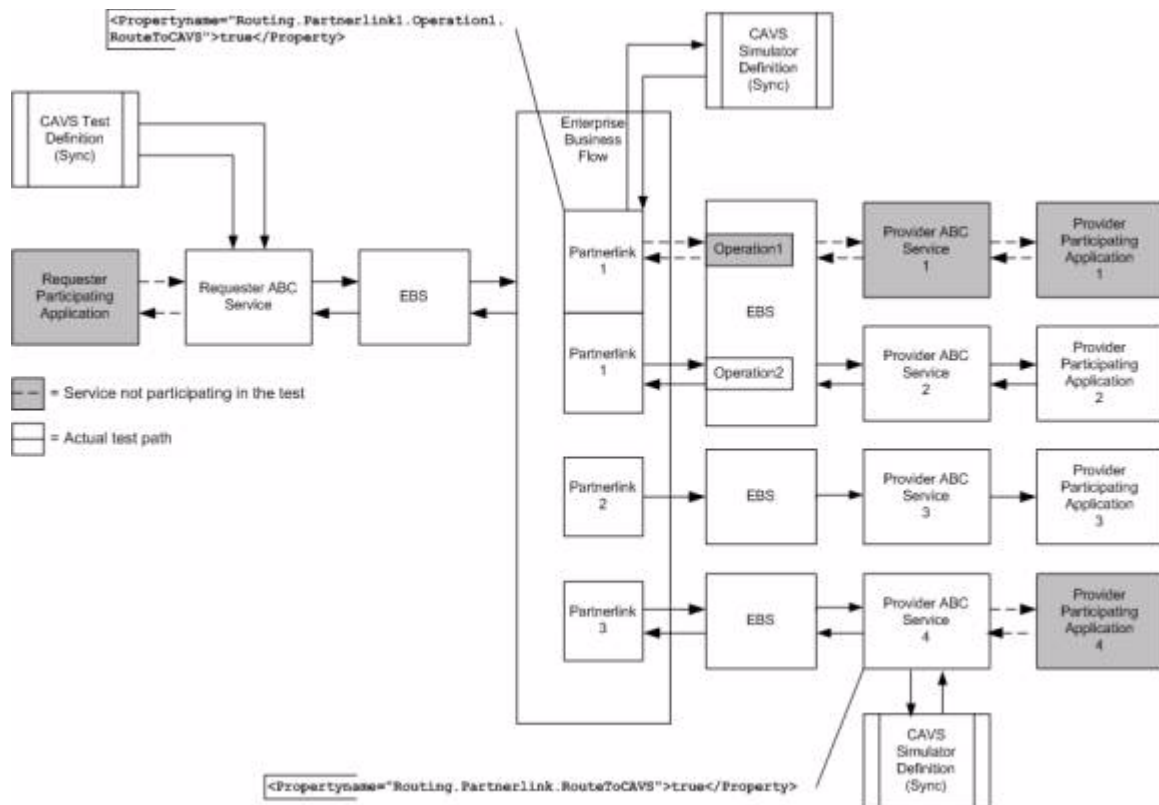 <Propertyname="Routing.Partnerlink1.Operation1.
RouteToCAVS">true</Property>
CAVS
Simulator
Definition
(Sync)
CAVS Test
Definition
(Sync)
Enterprise
Business
Flow
Requester
Participating
Application
Requester ABC
Service
EBS
Partnerlink
1
Operation1
EBS
Provider ABC
Service
1
Provider
Participating
Application
1
Partnerlink
1
Operation2
Provider ABC
Service
2
Provider
Participating
Application
2
= Service not participating in the test
= Actual test path
Partnerlink
2
EBS
Provider ABC
Service
3
Provider
Participating
Application
3
Partnerlink
3
EBS
Provider ABC
Service
4
Provider
Participating
Application
4
CAVS
Simulator
Definition
(Sync)
<Propertyname="Routing.Partnerlink.RouteToCAVS">true</Property>